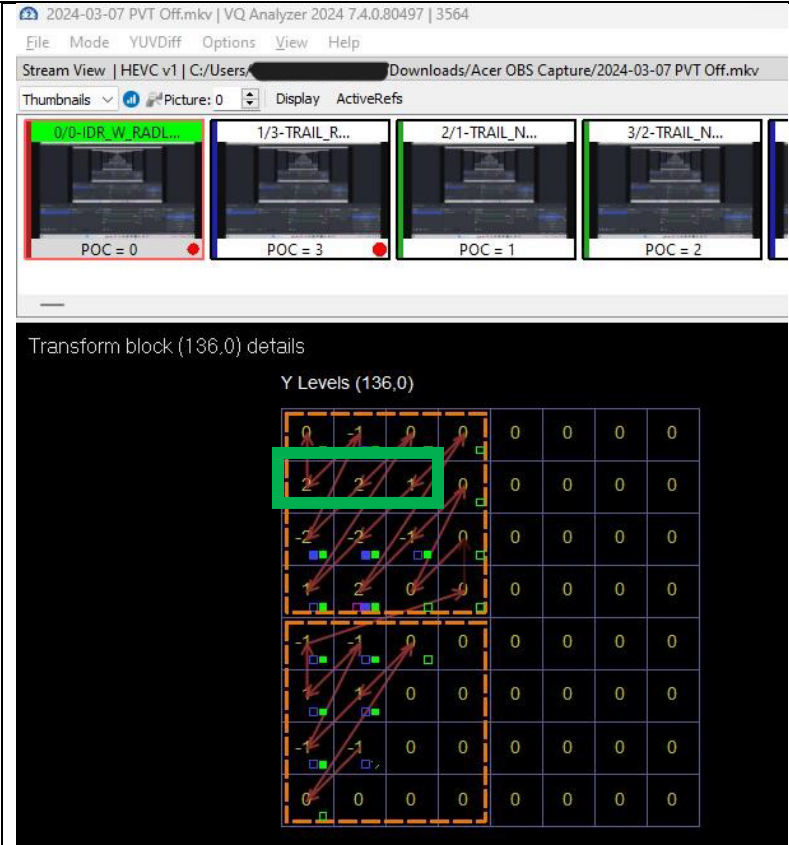 2024-03-07 PVT Off.mkv | VQ Analyzer 2024 7.4.0.80497 | 3564
File Mode YUVDiff Options View Help
Stream View | HEVC v1 | C:/Users/ Downloads/Acer OBS Capture/2024-03-07 PVT Off.mkv
Thumbnails Picture: 0 Display ActiveRefs
0/0-IDR_W_RADL... 1/3-TRAIL_R... 2/1-TRAIL_N... 3/2-TRAIL_N...
POC = 0 POC = 3 POC = 1 POC = 2
Transform block (136,0) details
Y Levels (136,0)
0 -1 0 0 0 0 0 0
2 2 1 0 0 0 0 0
-2 -2 -1 0 0 0 0 0
1 2 0 0 0 0 0 0
-1 -1 0 0 0 0 0 0
1 1 0 0 0 0 0 0
-1 -1 0 0 0 0 0 0
0 0 0 0 0 0 0 0